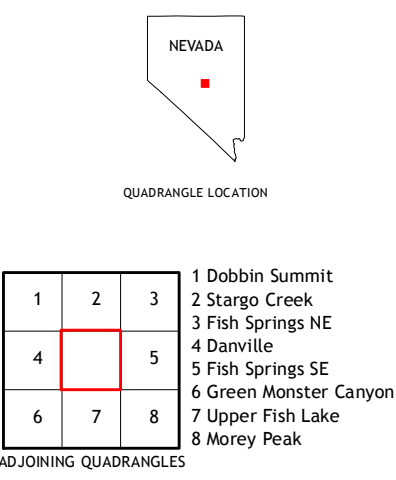 NEVADA
QUADRANGLE LOCATION
1 2 3
4 5
6 7 8
ADJOINING QUADRANGLES
1 Dobbin Summit
2 Stargo Creek
3 Fish Springs NE
4 Danville
5 Fish Springs SE
6 Green Monster Canyon
7 Upper Fish Lake
8 Morey Peak